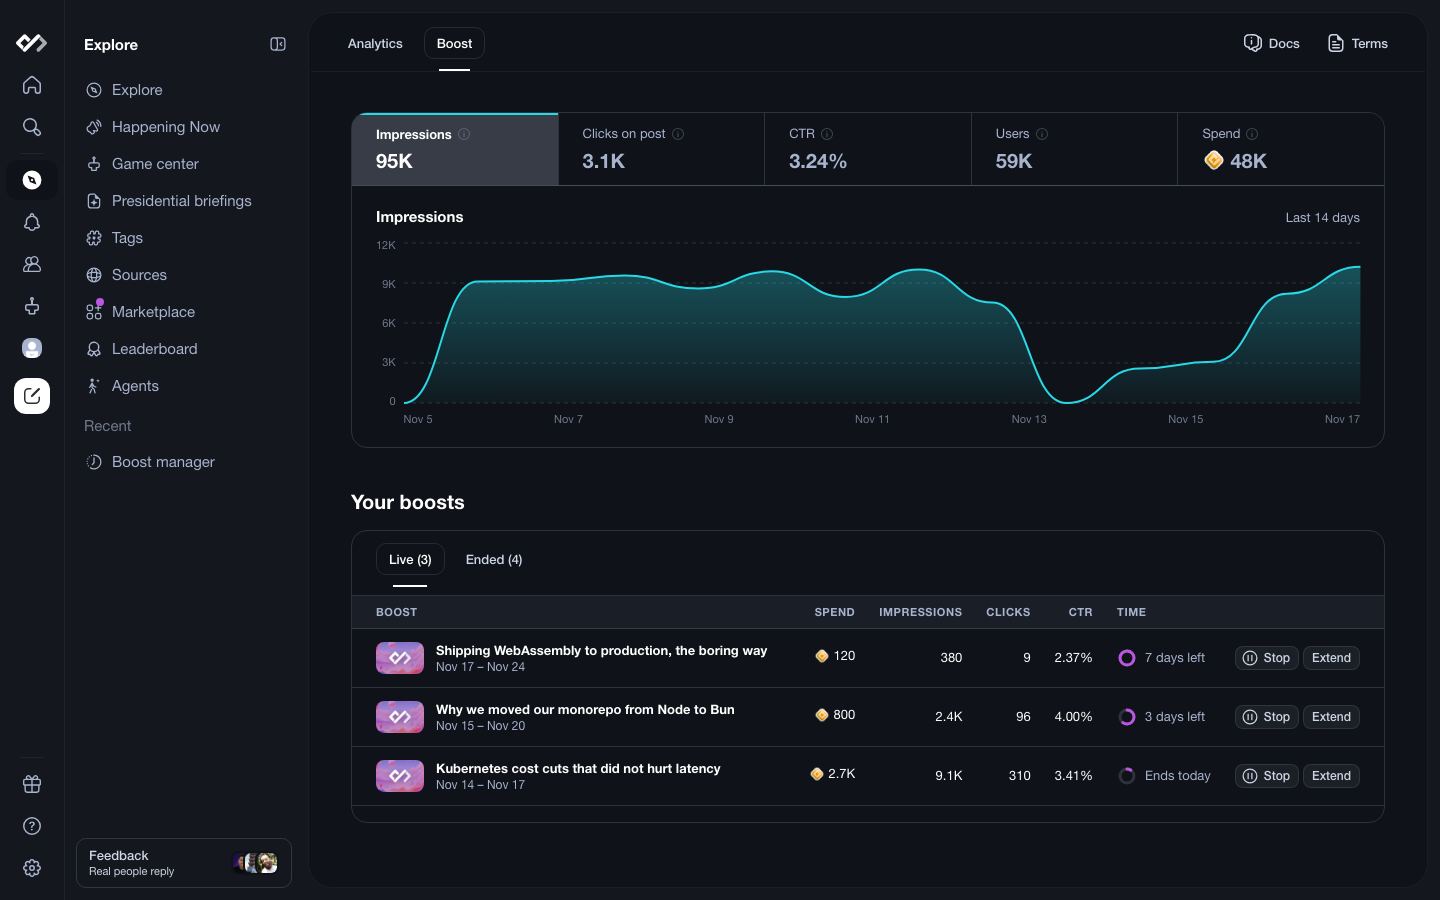 Explore
Explore
Happening Now
Game center
Presidential briefings
Tags
Sources
Marketplace
Leaderboard
Agents
Recent
Boost manager
Feedback
Real people reply
Analytics
Boost
Docs
Terms
Impressions
95K
Clicks on post
3.1K
CTR
3.24%
Users
59K
Spend
48K
Impressions
Last 14 days
12K
9K
6K
3K
0
Nov 5
Nov 7
Nov 9
Nov 11
Nov 13
Nov 15
Nov 17
Your boosts
Live (3)
Ended (4)
BOOST SPEND IMPRESSIONS CLICKS CTR TIME
Shipping WebAssembly to production, the boring way
Nov 17 – Nov 24
120 380 9 2.37% 7 days left Stop Extend
Why we moved our monorepo from Node to Bun
Nov 15 – Nov 20
800 2.4K 96 4.00% 3 days left Stop Extend
Kubernetes cost cuts that did not hurt latency
Nov 14 – Nov 17
2.7K 9.1K 310 3.41% Ends today Stop Extend